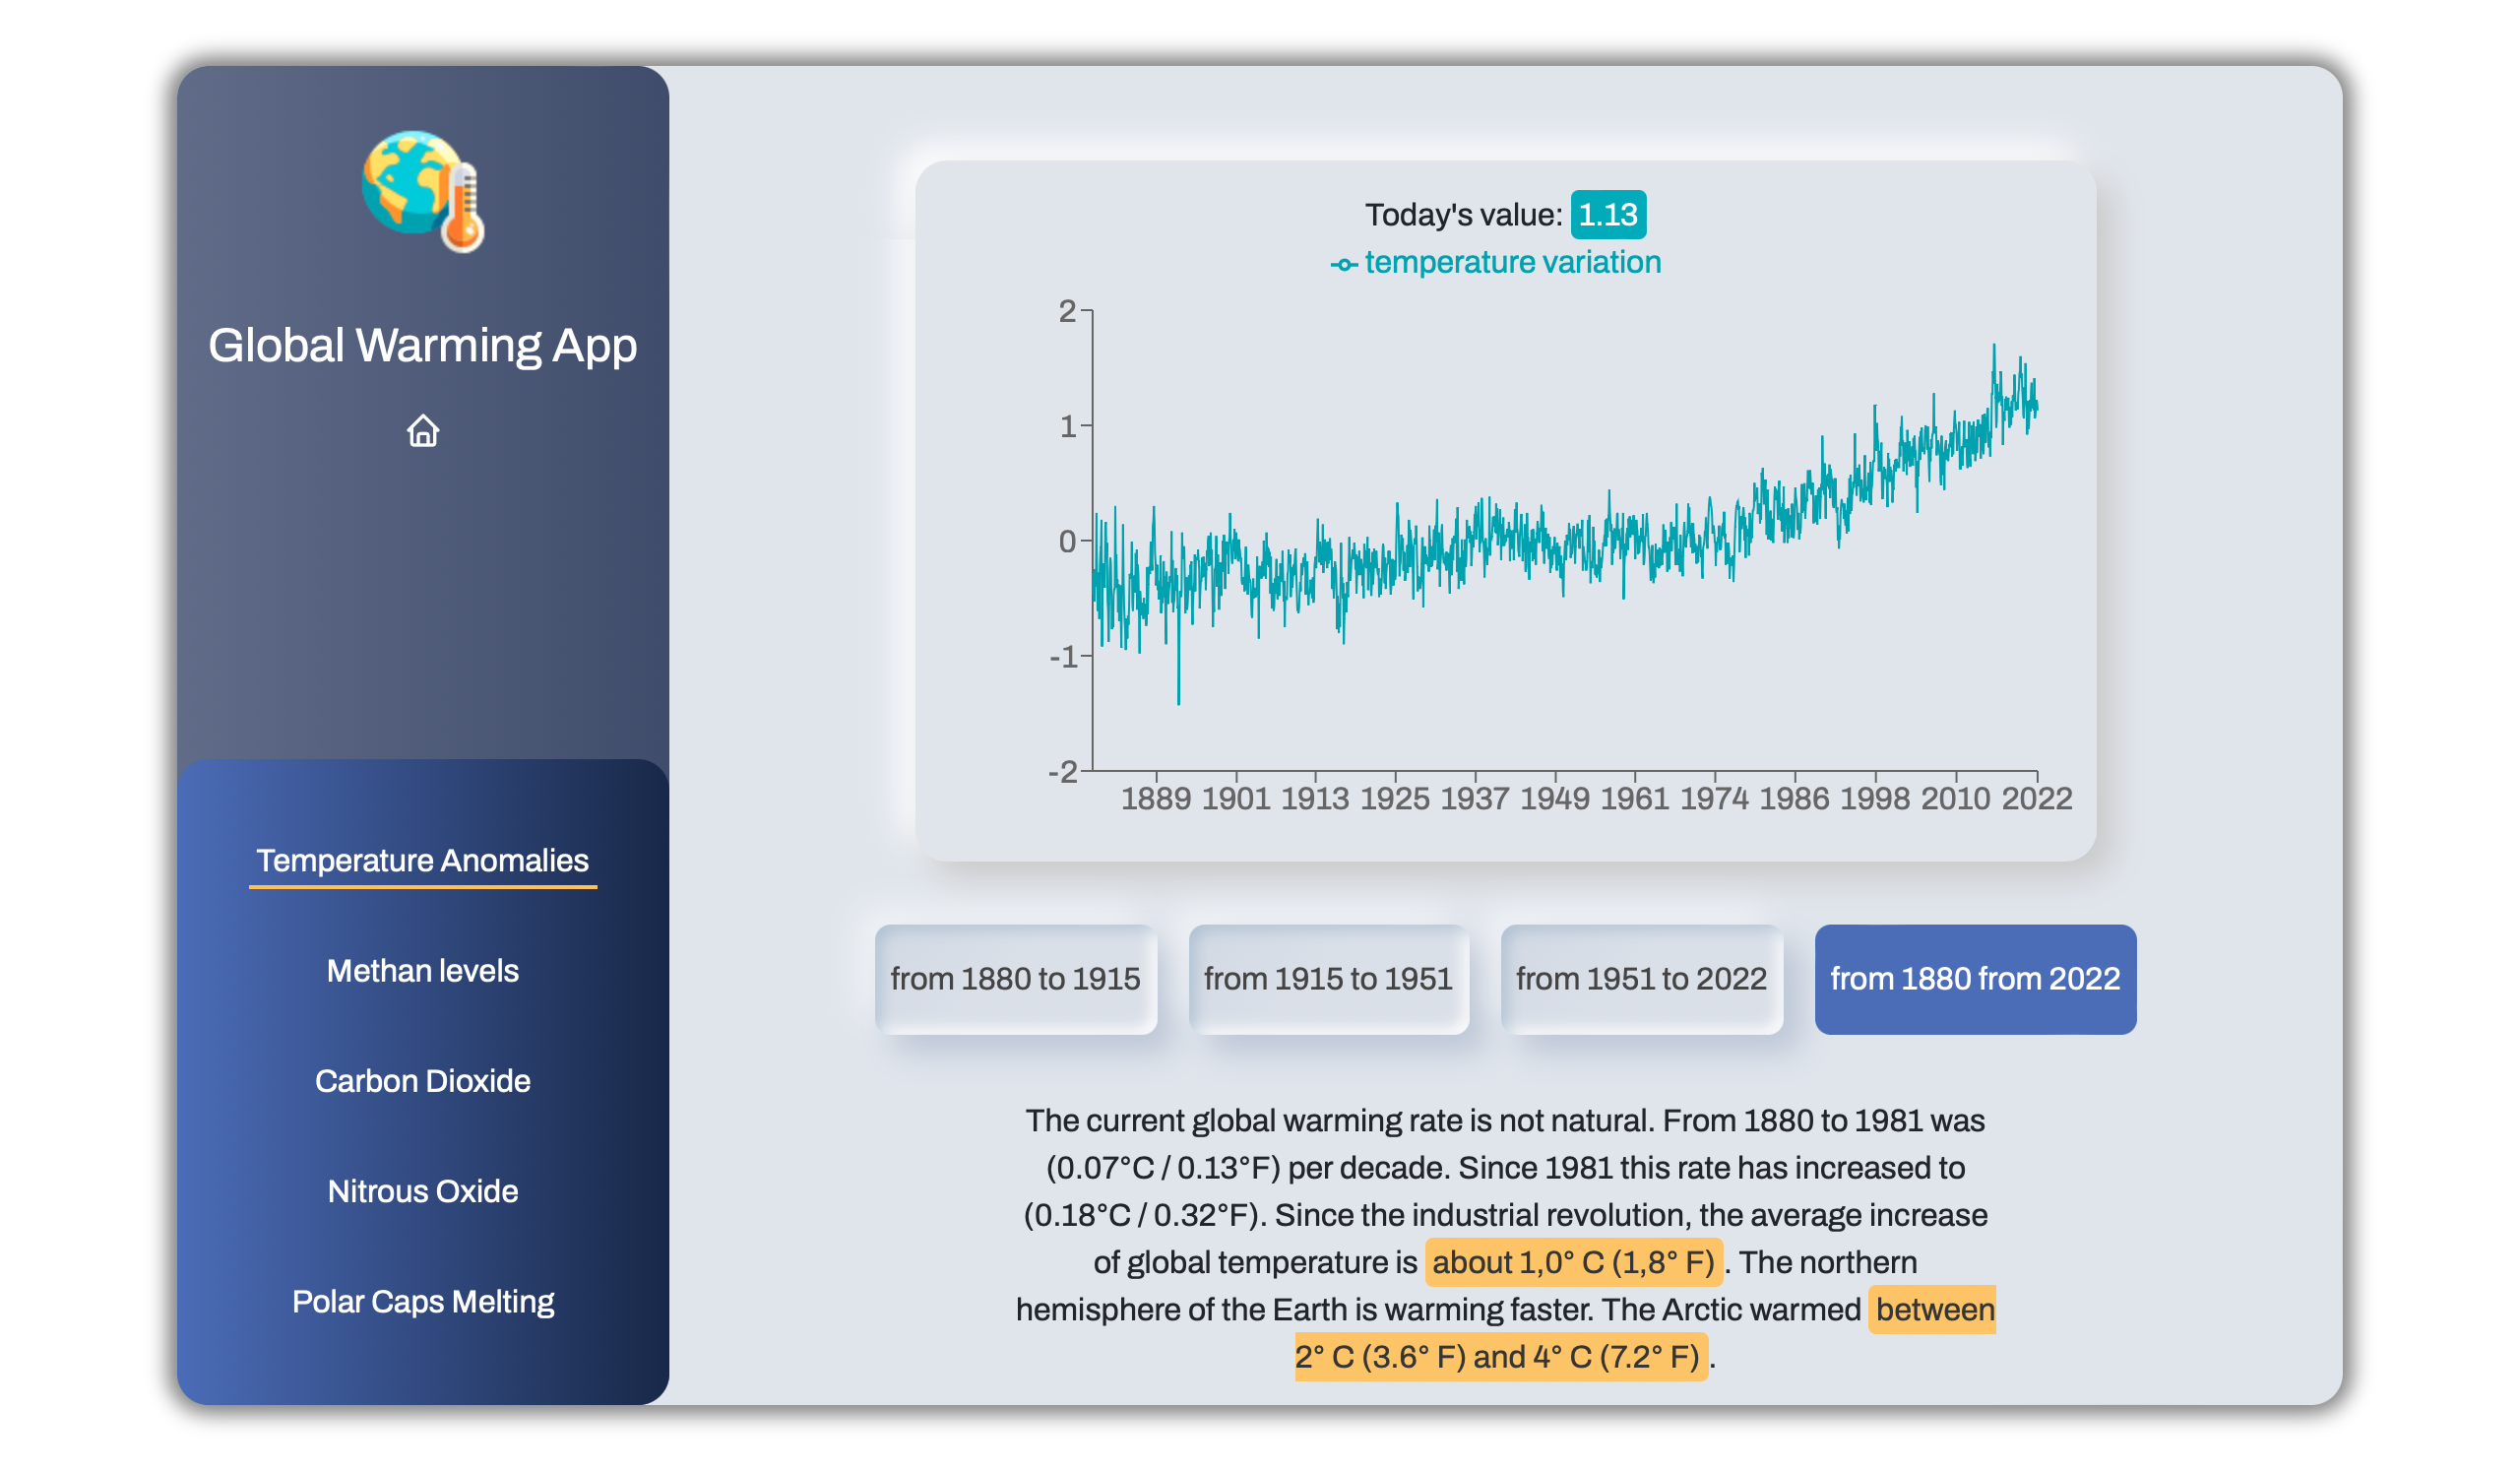 Global Warming App
Temperature Anomalies
Methan levels
Carbon Dioxide
Nitrous Oxide
Polar Caps Melting
Today's value: 1.13
temperature variation
2
1
0
-1
-2
1889 1901 1913 1925 1937 1949 1961 1974 1986 1998 2010 2022
from 1880 to 1915
from 1915 to 1951
from 1951 to 2022
from 1880 from 2022
The current global warming rate is not natural. From 1880 to 1981 was
(0.07°C / 0.13°F) per decade. Since 1981 this rate has increased to
(0.18°C / 0.32°F). Since the industrial revolution, the average increase
of global temperature is about 1,0° C (1,8° F) . The northern
hemisphere of the Earth is warming faster. The Arctic warmed between
2° C (3.6° F) and 4° C (7.2° F) .